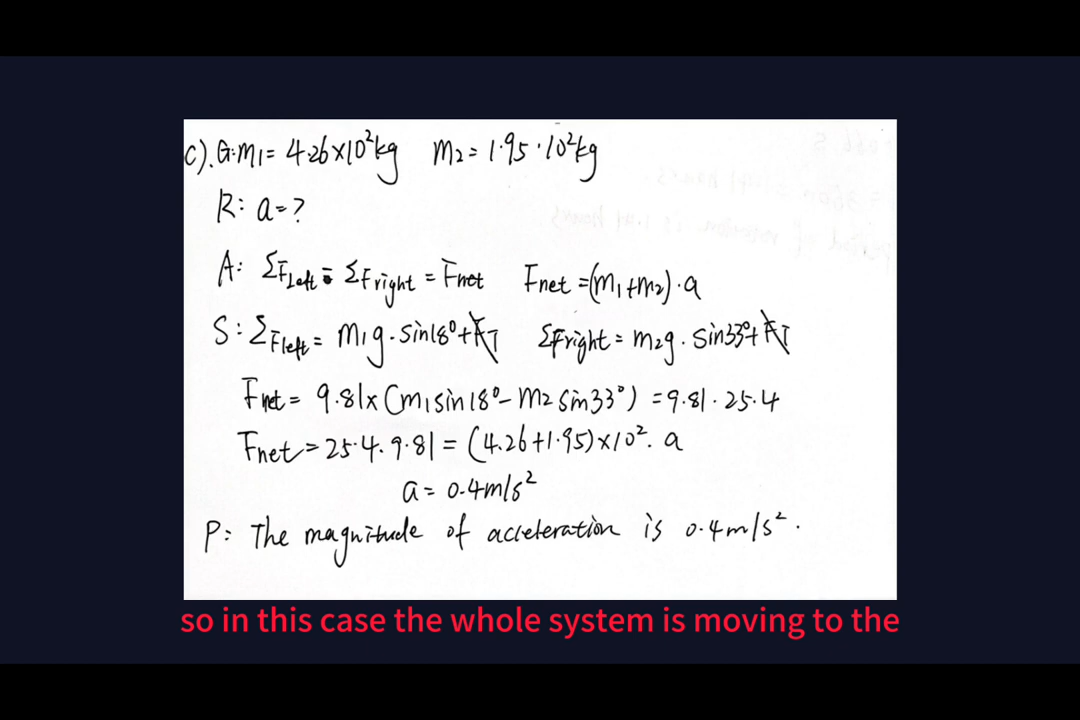 c). G: m1 = 4.26×10²kg m2 = 1.95·10²kg
R: a=?
A: ΣFLeft - ΣFright = Fnet Fnet =(m1+m2)·a
S: ΣFleft = m1g·sin18°+FT ΣFright = m2g·sin33°+FT
Fnet = 9.81×(m1sin18°-m2sin33°) =9.81·25.4
Fnet = 25.4·9.81 = (4.26+1.95)×10²·a
a = 0.4m/s²
P: The magnitude of acceleration is 0.4m/s².
so in this case the whole system is moving to the